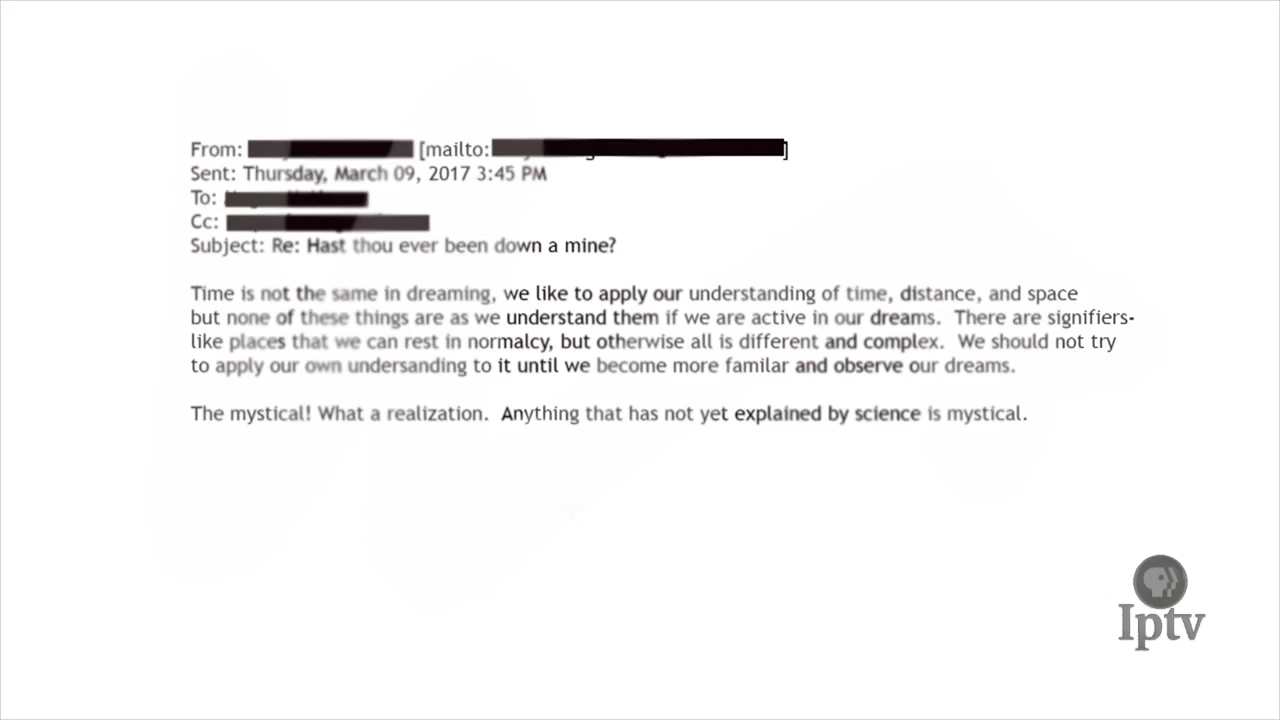 From: [mailto: ]
Sent: Thursday, March 09, 2017 3:45 PM
To:
Cc:
Subject: Re: Hast thou ever been down a mine?
Time is not the same in dreaming, we like to apply our understanding of time, distance, and space
but none of these things are as we understand them if we are active in our dreams.  There are signifiers-
like places that we can rest in normalcy, but otherwise all is different and complex.  We should not try
to apply our own undersanding to it until we become more familar and observe our dreams.
The mystical! What a realization.  Anything that has not yet explained by science is mystical.
Iptv